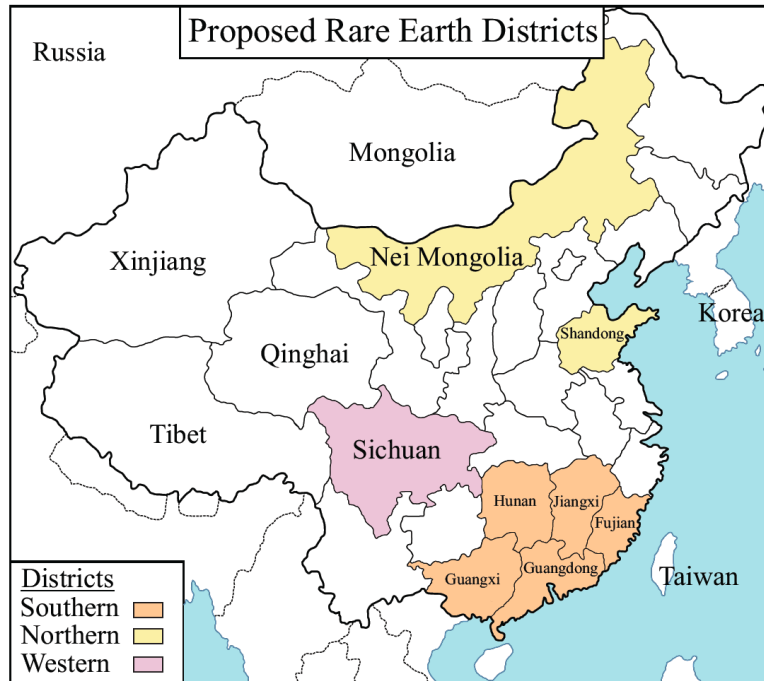 Proposed Rare Earth Districts
Russia
Mongolia
Xinjiang
Nei Mongolia
Korea
Shandong
Qinghai
Tibet
Sichuan
Hunan
Jiangxi
Fujian
Guangxi
Guangdong
Taiwan
Districts
Southern
Northern
Western